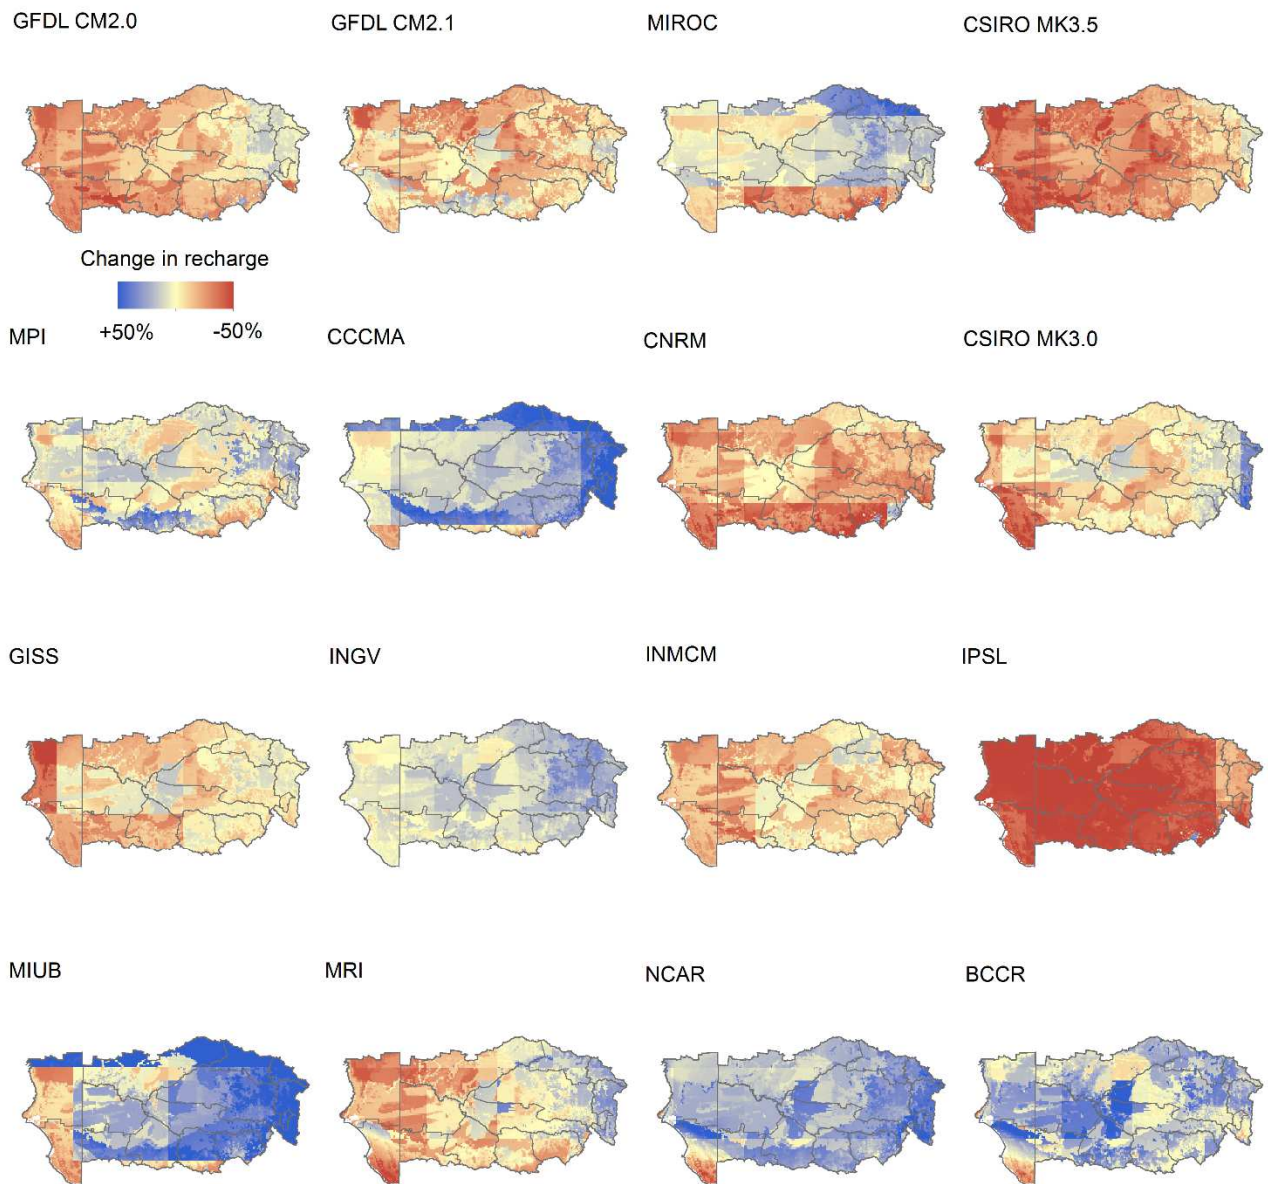 GFDL CM2.0
GFDL CM2.1
MIROC
CSIRO MK3.5
Change in recharge
+50%
-50%
MPI
CCCMA
CNRM
CSIRO MK3.0
GISS
INGV
INMCM
IPSL
MIUB
MRI
NCAR
BCCR